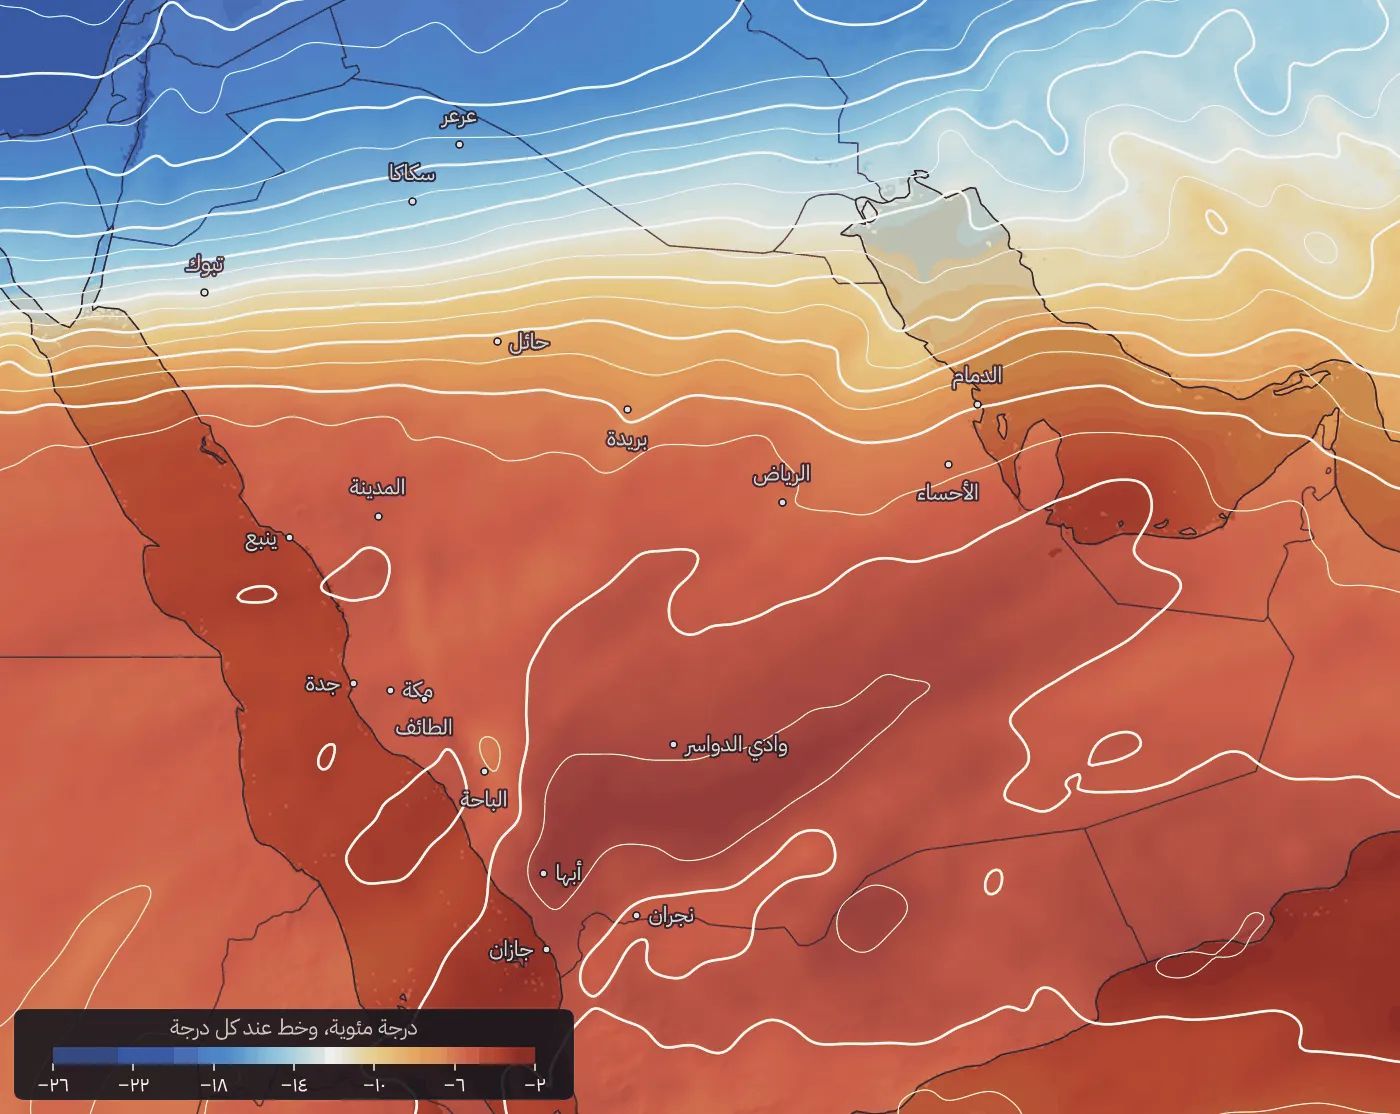 عرعر
سكاكا
تبوك
حائل
الدمام
بريدة
الرياض
الأحساء
المدينة
ينبع
جدة
مكة
الطائف
وادي الدواسر
الباحة
أبها
نجران
جازان
درجة مئوية، وخط عند كل درجة
−٢٦ −٢٢ −١٨ −١٤ −١٠ −٦ −٢